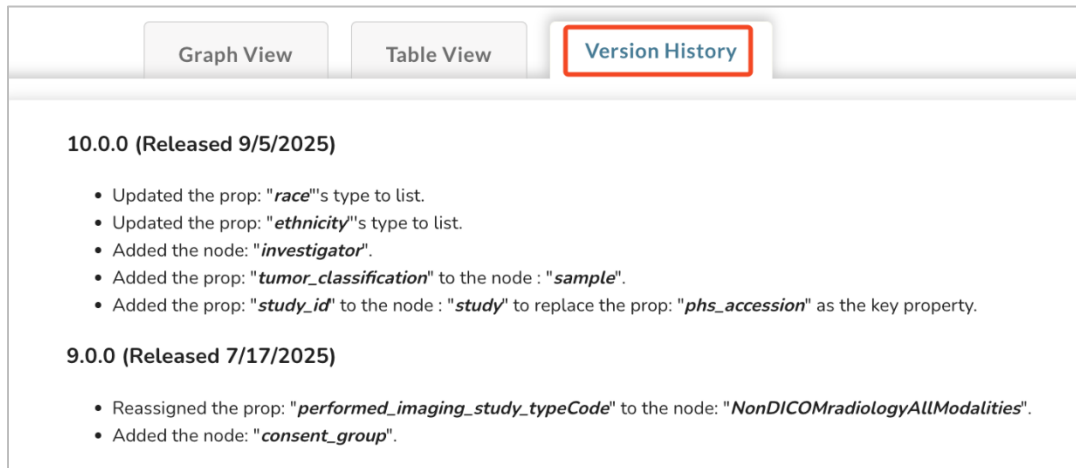 Graph View
Table View
Version History
10.0.0 (Released 9/5/2025)
• Updated the prop: "race"'s type to list.
• Updated the prop: "ethnicity"'s type to list.
• Added the node: "investigator".
• Added the prop: "tumor_classification" to the node : "sample".
• Added the prop: "study_id" to the node : "study" to replace the prop: "phs_accession" as the key property.
9.0.0 (Released 7/17/2025)
• Reassigned the prop: "performed_imaging_study_typeCode" to the node: "NonDICOMradiologyAllModalities".
• Added the node: "consent_group".